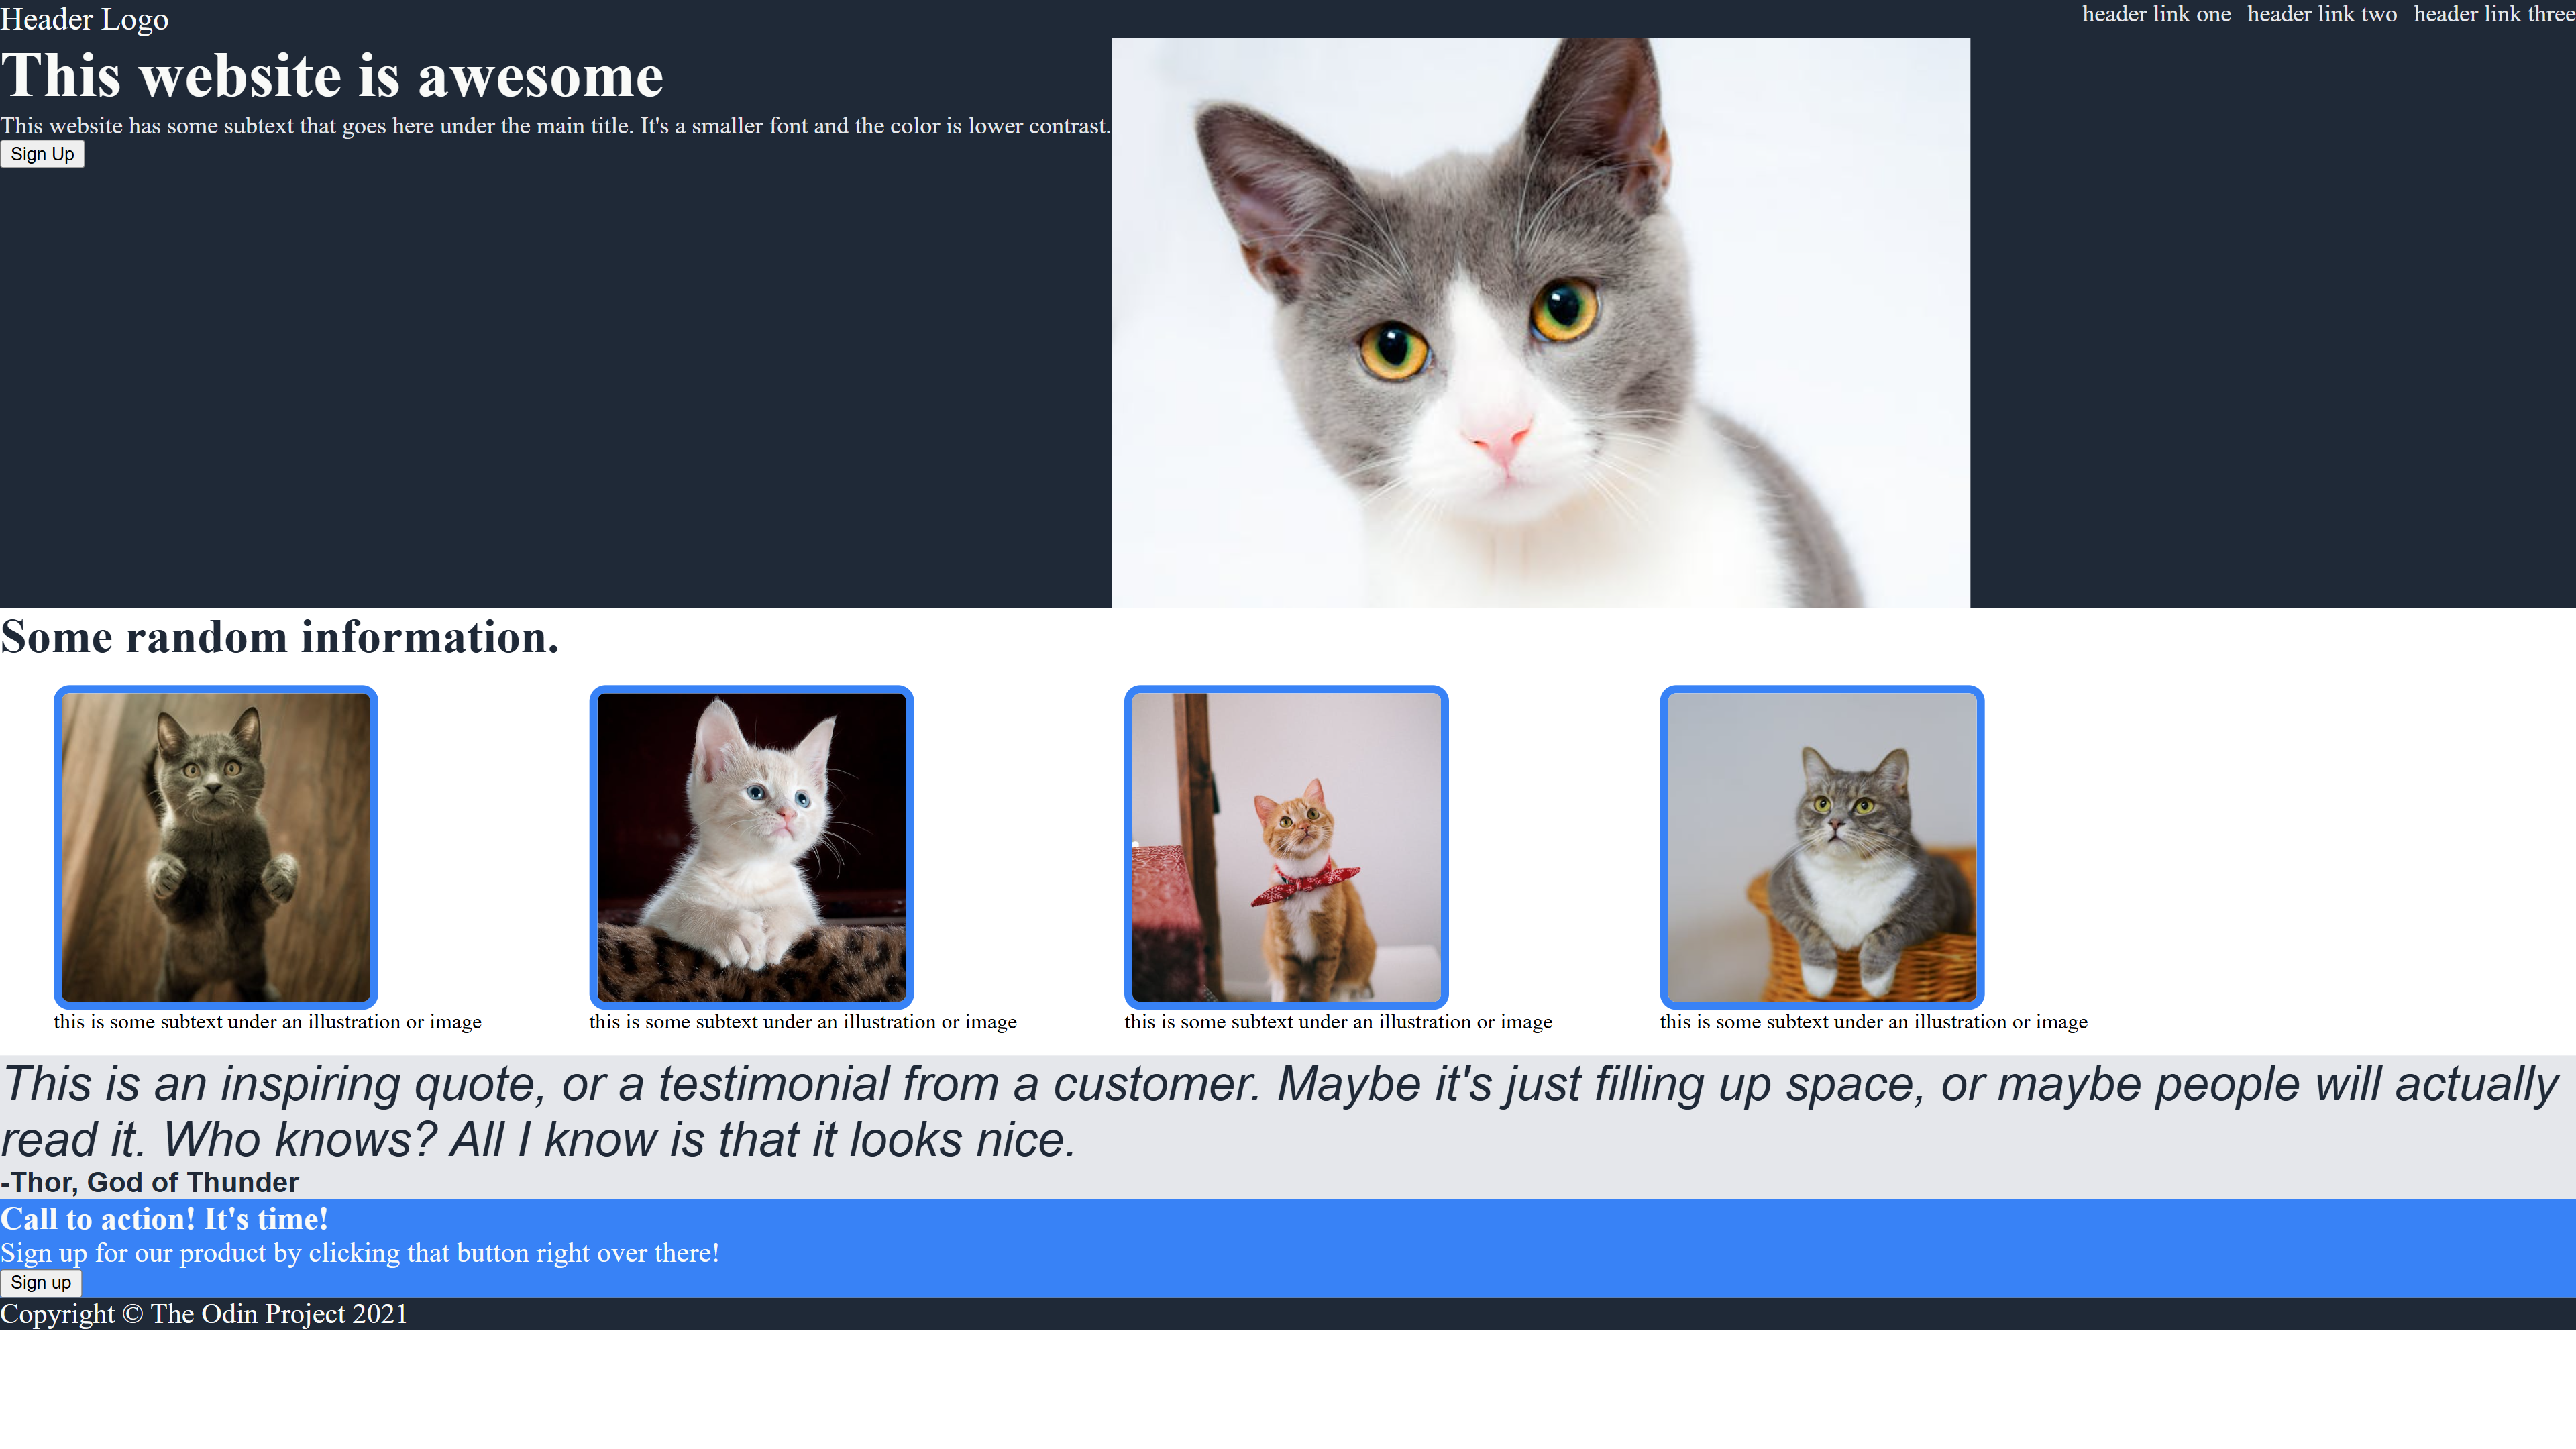 Header Logo
header link one header link two header link three
This website is awesome
This website has some subtext that goes here under the main title. It's a smaller font and the color is lower contrast.
Sign Up
Some random information.
this is some subtext under an illustration or image
this is some subtext under an illustration or image
this is some subtext under an illustration or image
this is some subtext under an illustration or image
This is an inspiring quote, or a testimonial from a customer. Maybe it's just filling up space, or maybe people will actually
read it. Who knows? All I know is that it looks nice.
-Thor, God of Thunder
Call to action! It's time!
Sign up for our product by clicking that button right over there!
Sign up
Copyright © The Odin Project 2021